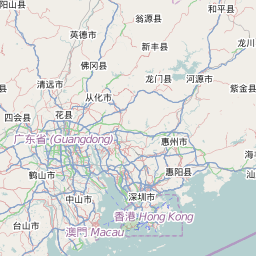 阳山县
翁源县
和平县
英德市
新丰县
龙川
佛冈县
龙门县
河源市
清远市
紫金县
从化市
四会县
花县
广东省 (Guangdong)
惠州市
海
惠阳县
鹤山市
汕
深圳市
中山市
香港 Hong Kong
台山市
澳門 Macau